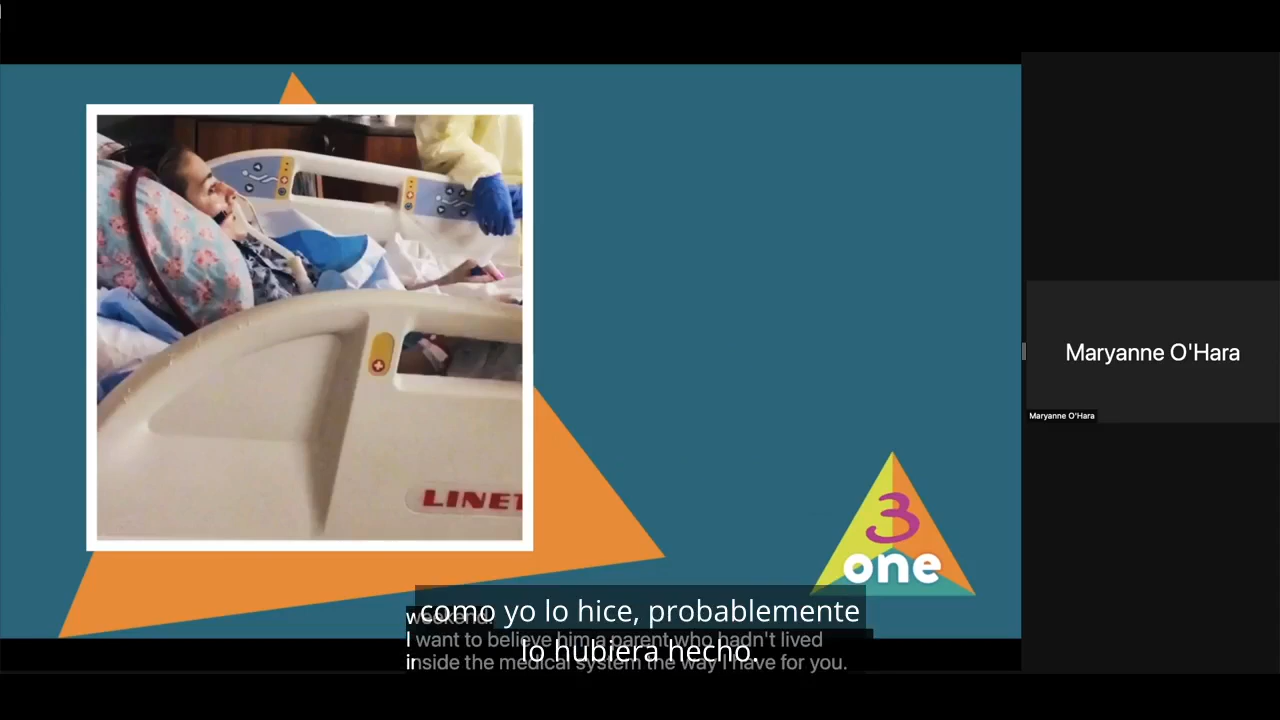 LINET
3
one
Maryanne O'Hara
Maryanne O'Hara
weekend.
I want to believe him a parent who hadn't lived
inside the medical system the way I have for you.
como yo lo hice, probablemente
lo hubiera hecho.